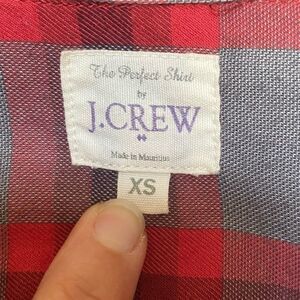 The Perfect Shirt
by
J.CREW
Made in Mauritius
XS